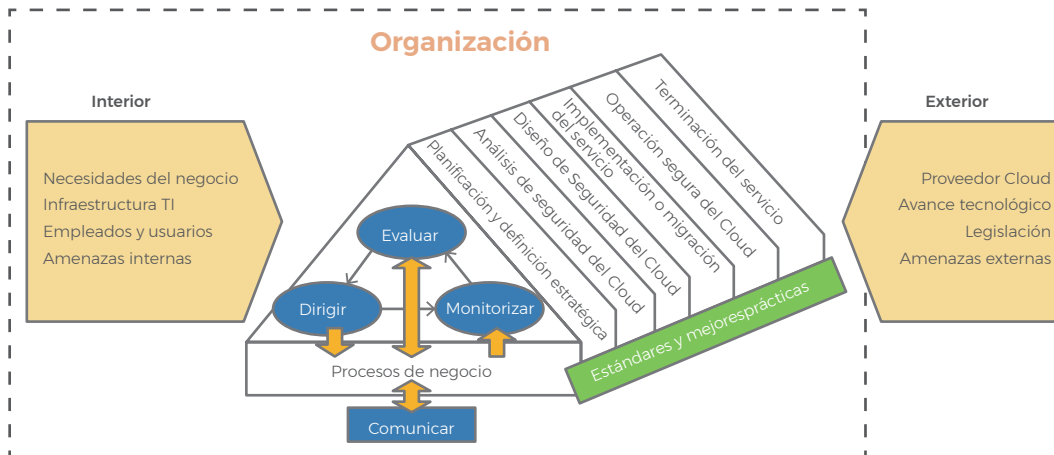 Organización
Interior
Necesidades del negocio
Infraestructura TI
Empleados y usuarios
Amenazas internas
Evaluar
Dirigir
Monitorizar
Procesos de negocio
Comunicar
Planificación y definición estratégica
Análisis de seguridad del Cloud
Diseño de Seguridad del Cloud
Implementación o migración
del servicio
Operación segura del Cloud
Terminación del servicio
Estándares y mejoresprácticas
Exterior
Proveedor Cloud
Avance tecnológico
Legislación
Amenazas externas